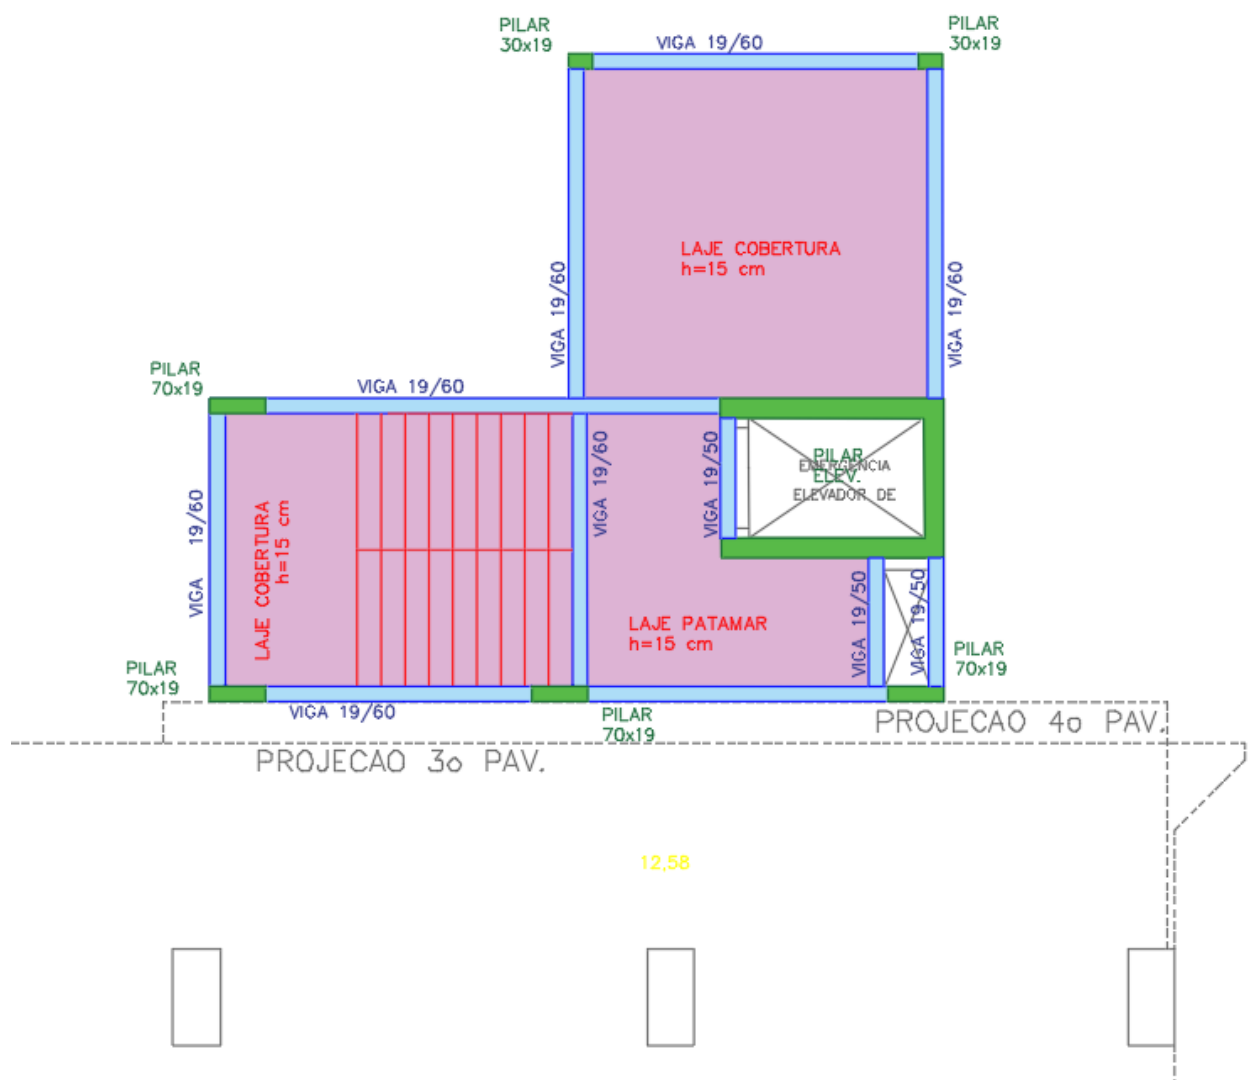 PILAR
30x19
VIGA 19/60
PILAR
30x19
LAJE COBERTURA
h=15 cm
VIGA 19/60
VIGA 19/60
PILAR
70x19
VIGA 19/60
VIGA 19/60
VIGA 19/50
PILAR
ELEV.
EMERGENCIA
ELEVADOR DE
VIGA 19/60
LAJE COBERTURA
h=15 cm
LAJE PATAMAR
h=15 cm
VIGA 19/50
VIGA 19/50
PILAR
70x19
PILAR
70x19
VIGA 19/60
PILAR
70x19
PROJECAO 4o PAV.
PROJECAO 3o PAV.
12,58